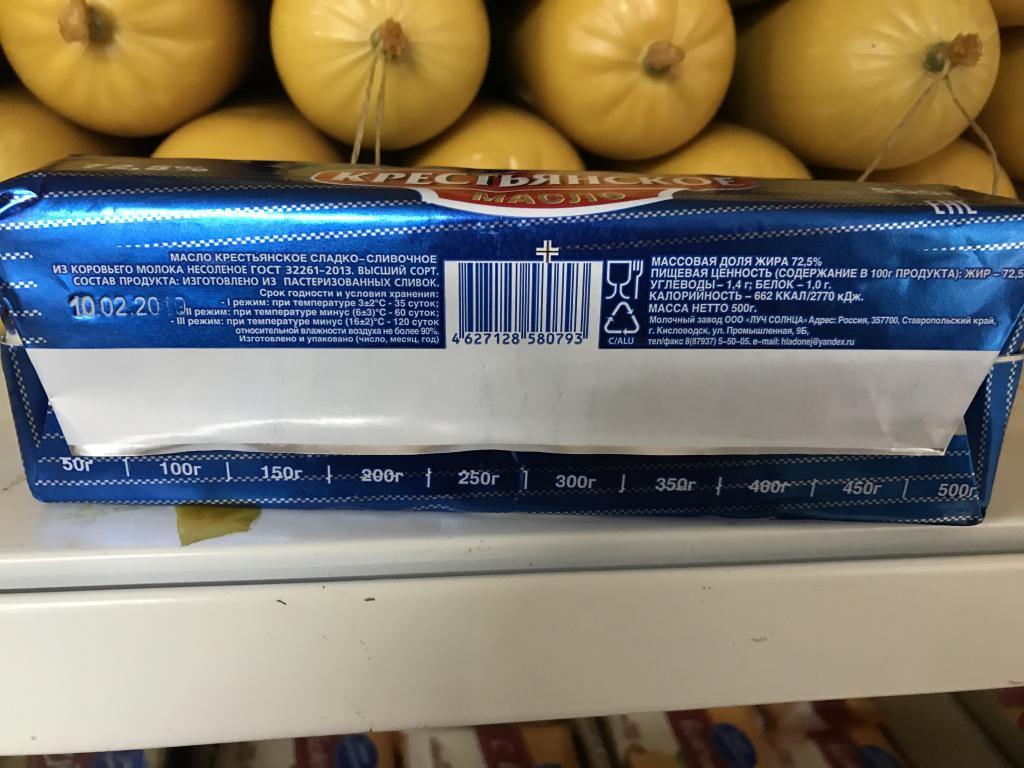 72,5%
КРЕСТЬЯНСКОЕ
МАСЛО
ЕАС
МАСЛО КРЕСТЬЯНСКОЕ СЛАДКО-СЛИВОЧНОЕ
ИЗ КОРОВЬЕГО МОЛОКА НЕСОЛЕНОЕ ГОСТ 32261-2013. ВЫСШИЙ СОРТ.
СОСТАВ ПРОДУКТА: ИЗГОТОВЛЕНО ИЗ ПАСТЕРИЗОВАННЫХ СЛИВОК.
Срок годности и условия хранения:
- I режим: при температуре 3±2°С - 35 суток;
- II режим: при температуре минус (6±3)°С - 60 суток;
- III режим: при температуре минус (16±2)°С - 120 суток
относительной влажности воздуха не более 90%.
Изготовлено и упаковано (число, месяц, год)
10.02.20
4 627128 580793
C/ALU
МАССОВАЯ ДОЛЯ ЖИРА 72,5%
ПИЩЕВАЯ ЦЕННОСТЬ (СОДЕРЖАНИЕ В 100г ПРОДУКТА): ЖИР – 72,5
УГЛЕВОДЫ – 1,4 г; БЕЛОК – 1,0 г.
КАЛОРИЙНОСТЬ – 662 ККАЛ/2770 кДж.
МАССА НЕТТО 500г.
Молочный завод ООО «ЛУЧ СОЛНЦА» Адрес: Россия, 357700, Ставропольский край,
г. Кисловодск, ул. Промышленная, 9Б,
тел/факс 8(87937) 5-50-05. e-mail: hladonej@yandex.ru
50г 100г 150г 200г 250г 300г 350г 400г 450г 500г